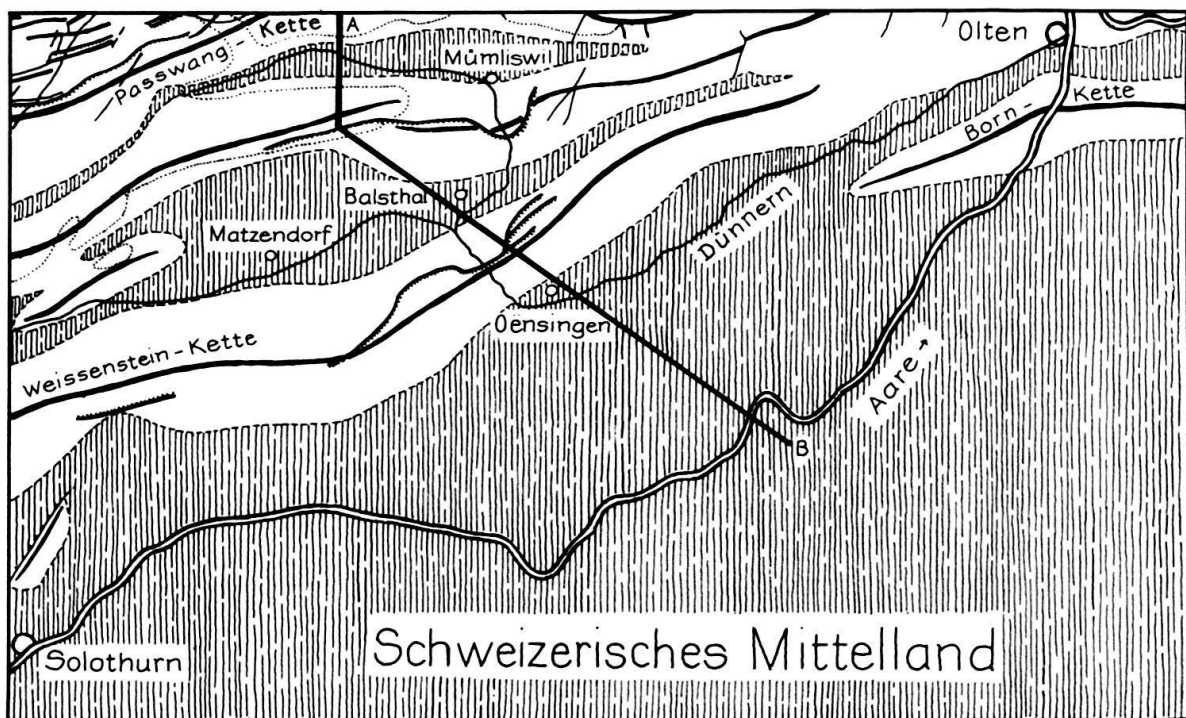 Passwang - Kette
A
Mümliswil
Olten
Born - Kette
Balsthal
Matzendorf
Dünnern
Oensingen
Weissenstein - Kette
Aare →
B
Solothurn
Schweizerisches Mittelland